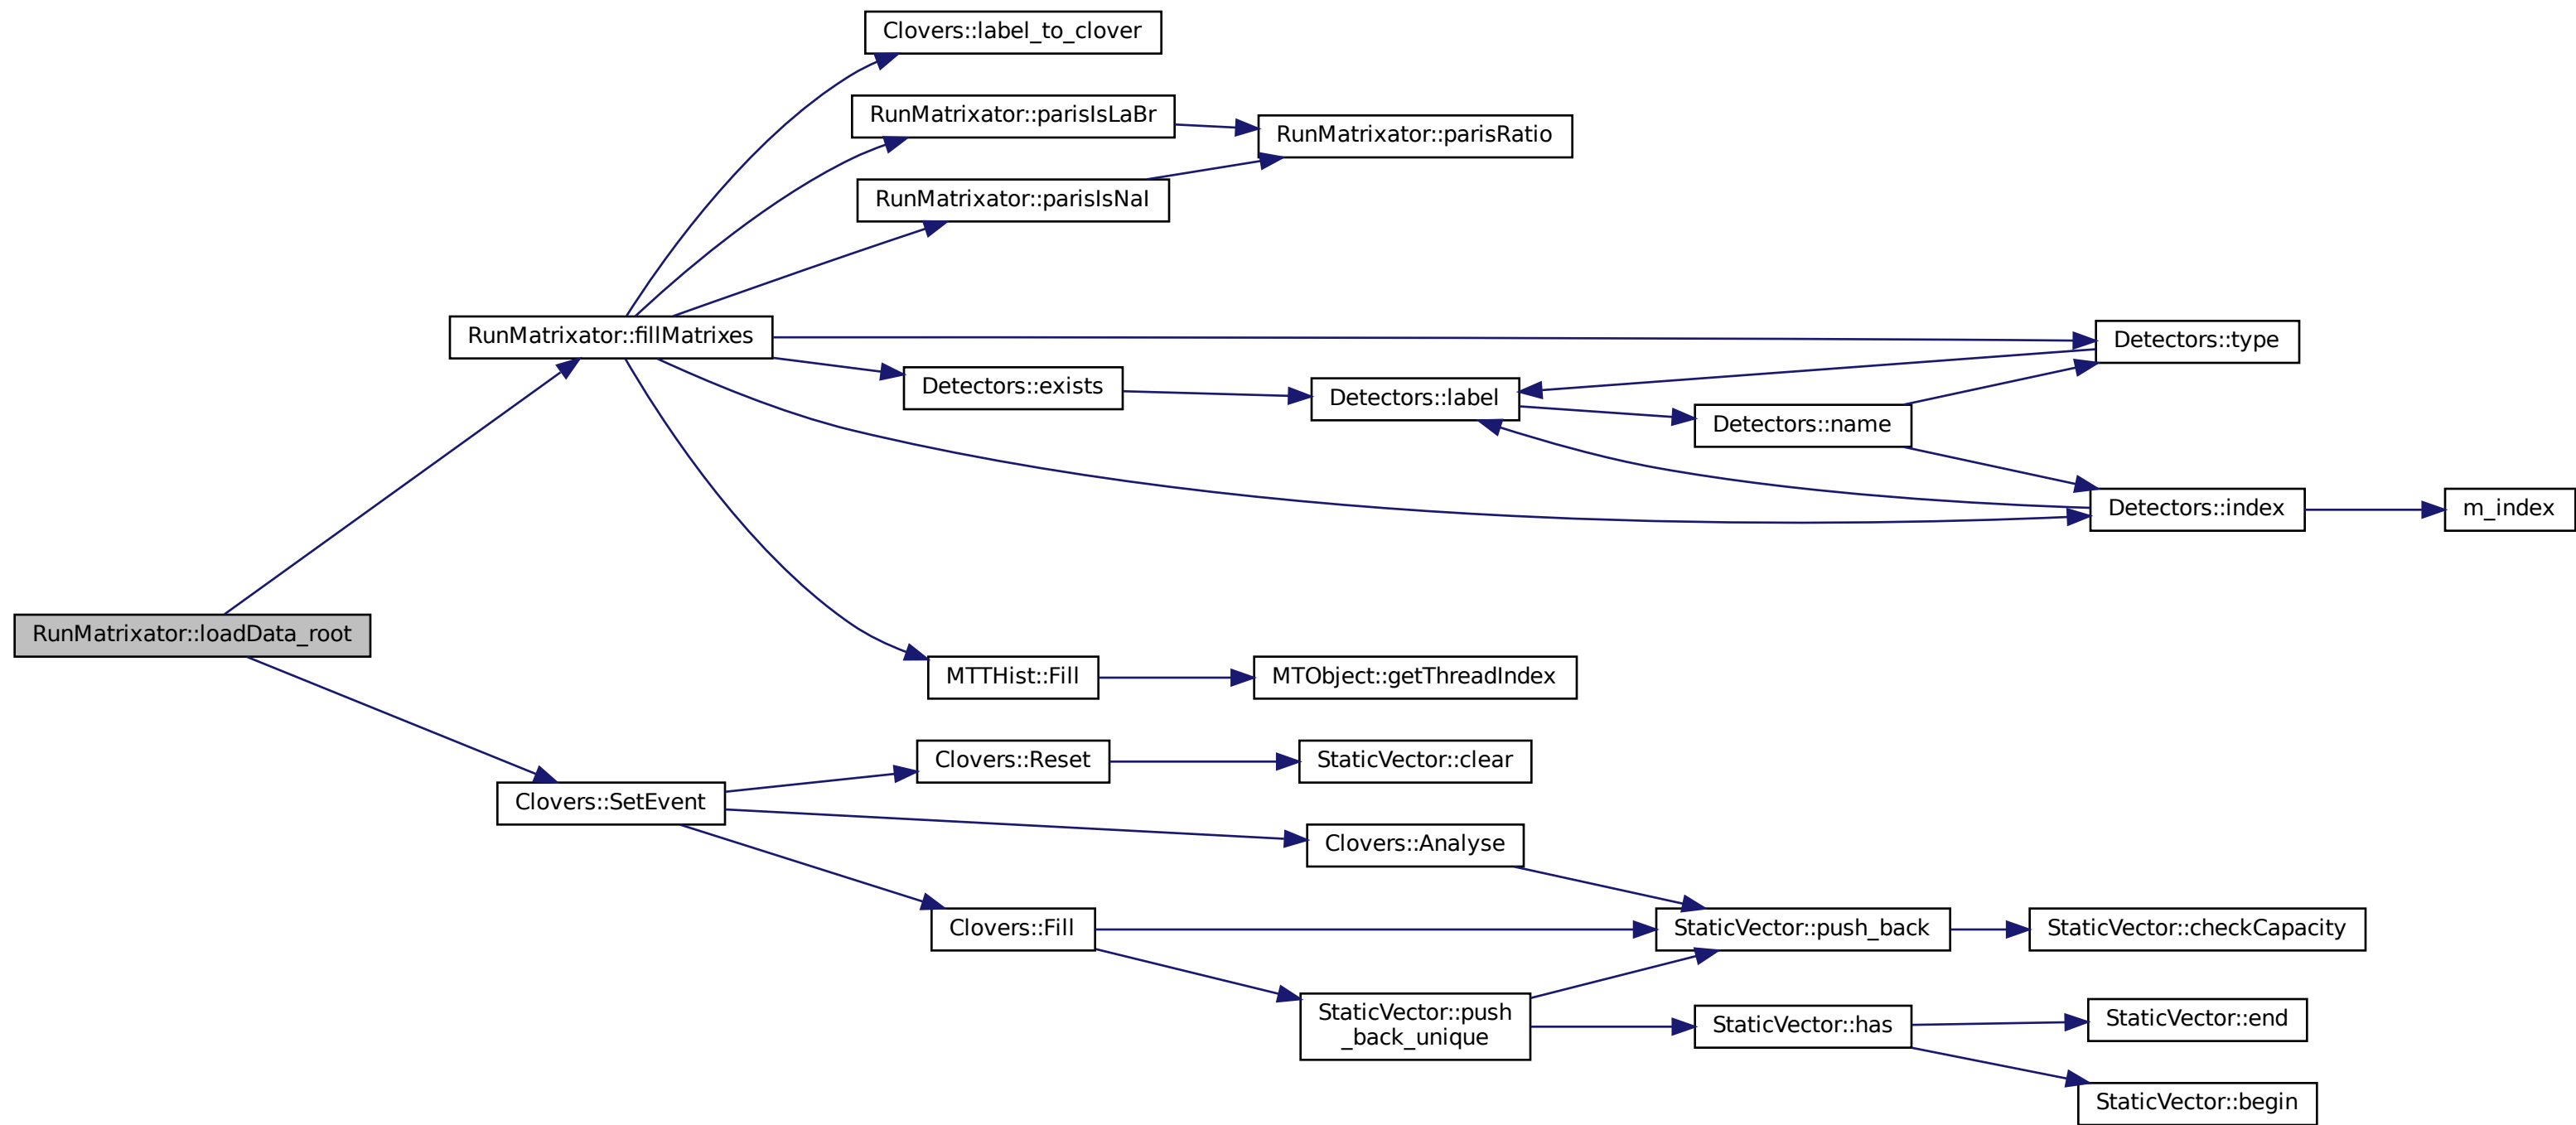 Clovers::label_to_clover
RunMatrixator::parisIsLaBr
RunMatrixator::parisRatio
RunMatrixator::parisIsNaI
RunMatrixator::fillMatrixes
Detectors::type
Detectors::exists
Detectors::label
Detectors::name
Detectors::index
m_index
RunMatrixator::loadData_root
MTTHist::Fill
MTObject::getThreadIndex
Clovers::Reset
StaticVector::clear
Clovers::SetEvent
Clovers::Analyse
Clovers::Fill
StaticVector::push_back
StaticVector::checkCapacity
StaticVector::push
_back_unique
StaticVector::has
StaticVector::end
StaticVector::begin